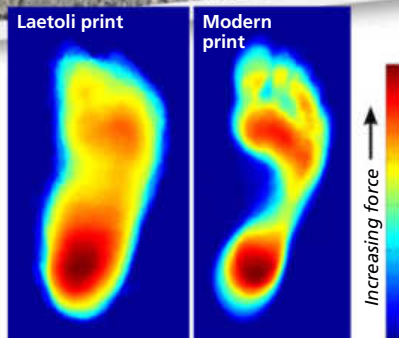 Laetoli print
Modern
print
Increasing force